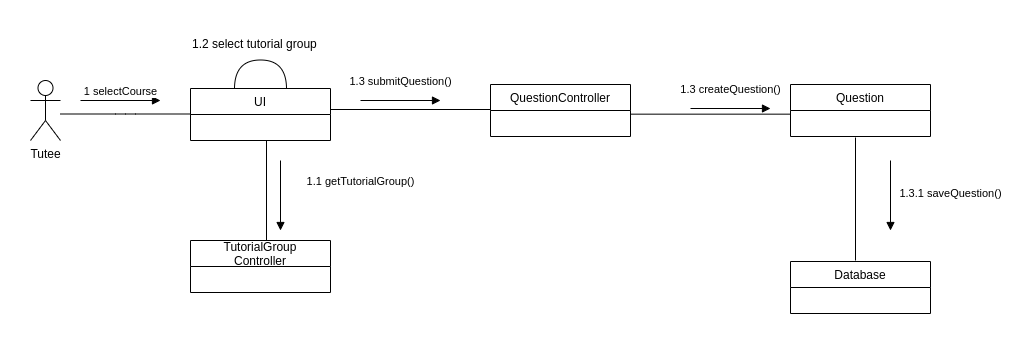 1.2 select tutorial group
1 selectCourse
1.3 submitQuestion()
1.3 createQuestion()
UI
QuestionController
Question
Tutee
1.1 getTutorialGroup()
1.3.1 saveQuestion()
TutorialGroup
Controller
Database